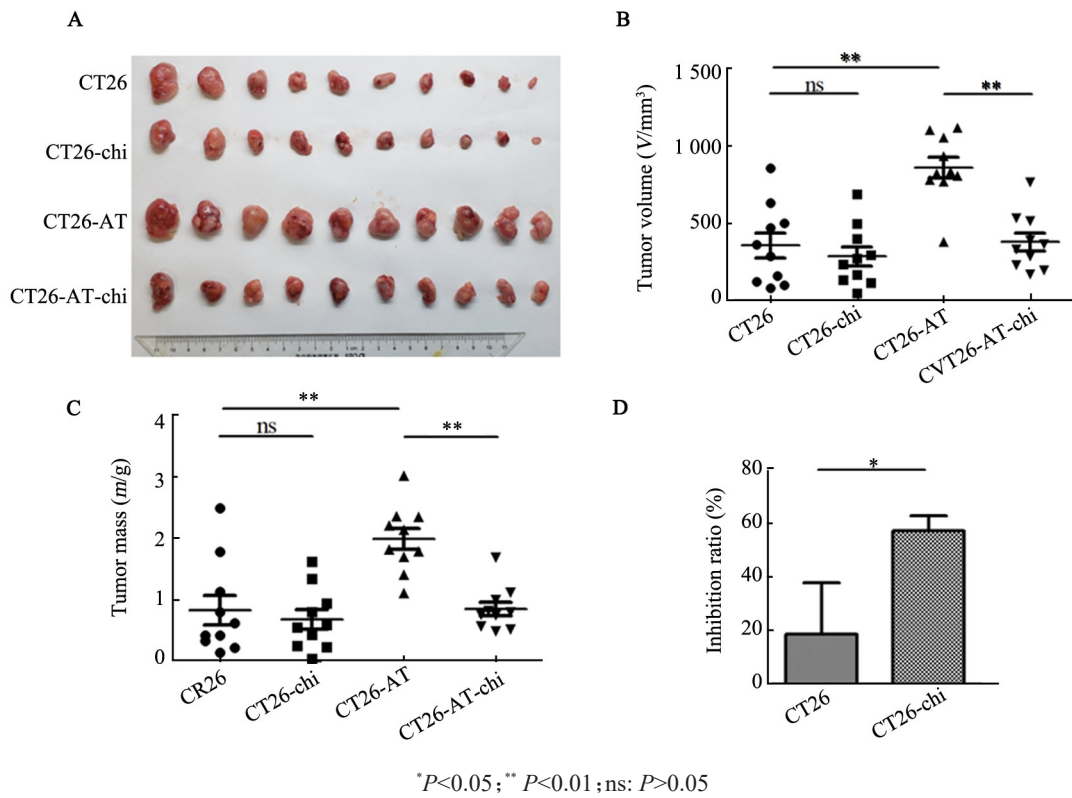 A
CT26
CT26-chi
CT26-AT
CT26-AT-chi
B
Tumor volume (V/mm³)
1 500
1 000
500
0
**
ns
**
CT26
CT26-chi
CT26-AT
CVT26-AT-chi
C
Tumor mass (m/g)
4
3
2
1
0
**
ns
**
CR26
CT26-chi
CT26-AT
CT26-AT-chi
D
Inhibition ratio (%)
80
60
40
20
0
*
CT26
CT26-chi
*P<0.05; ** P<0.01; ns: P>0.05